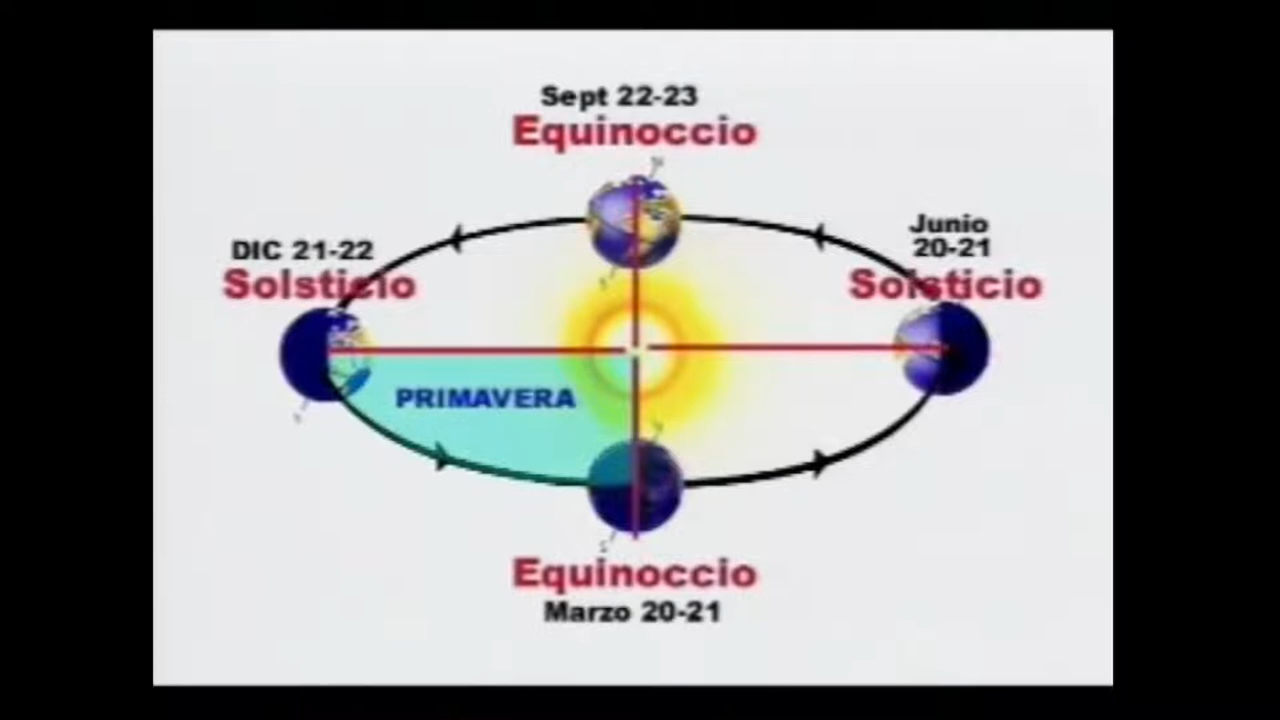 Sept 22-23
Equinoccio
Junio
20-21
DIC 21-22
Solsticio
Solsticio
PRIMAVERA
Equinoccio
Marzo 20-21